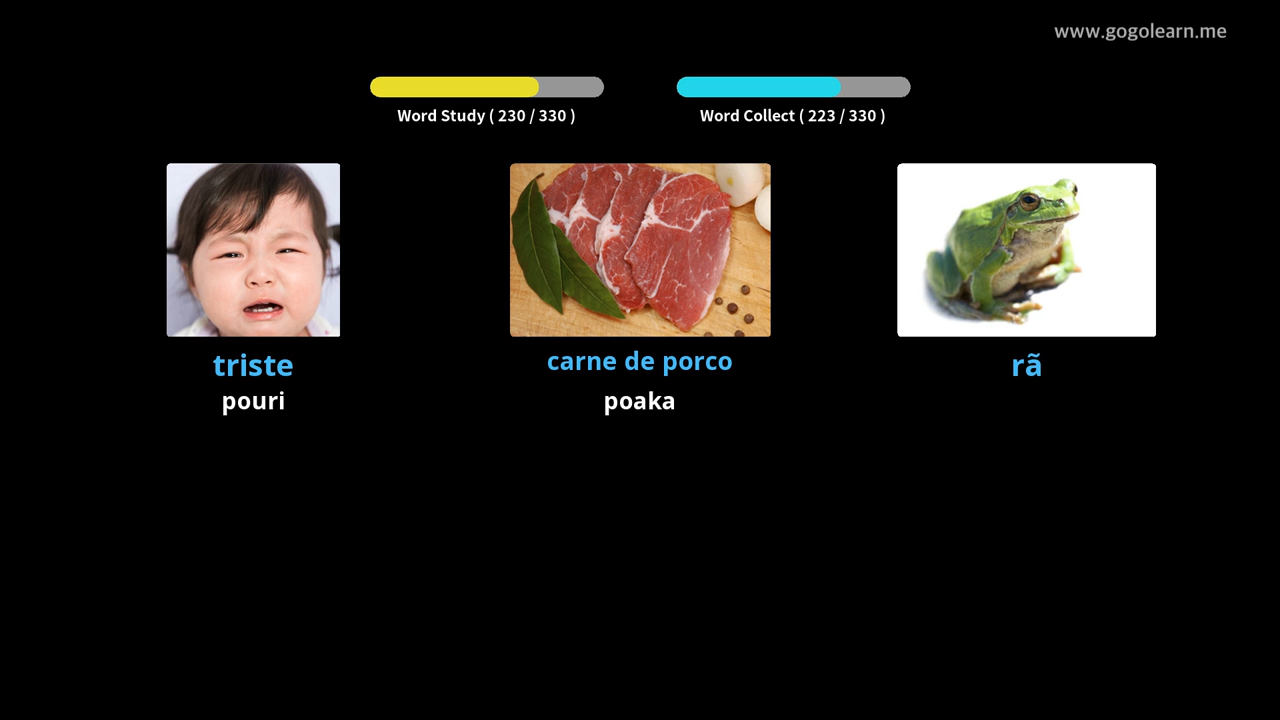 www.gogolearn.me
Word Study ( 230 / 330 )
Word Collect ( 223 / 330 )
triste
pouri
carne de porco
poaka
rã